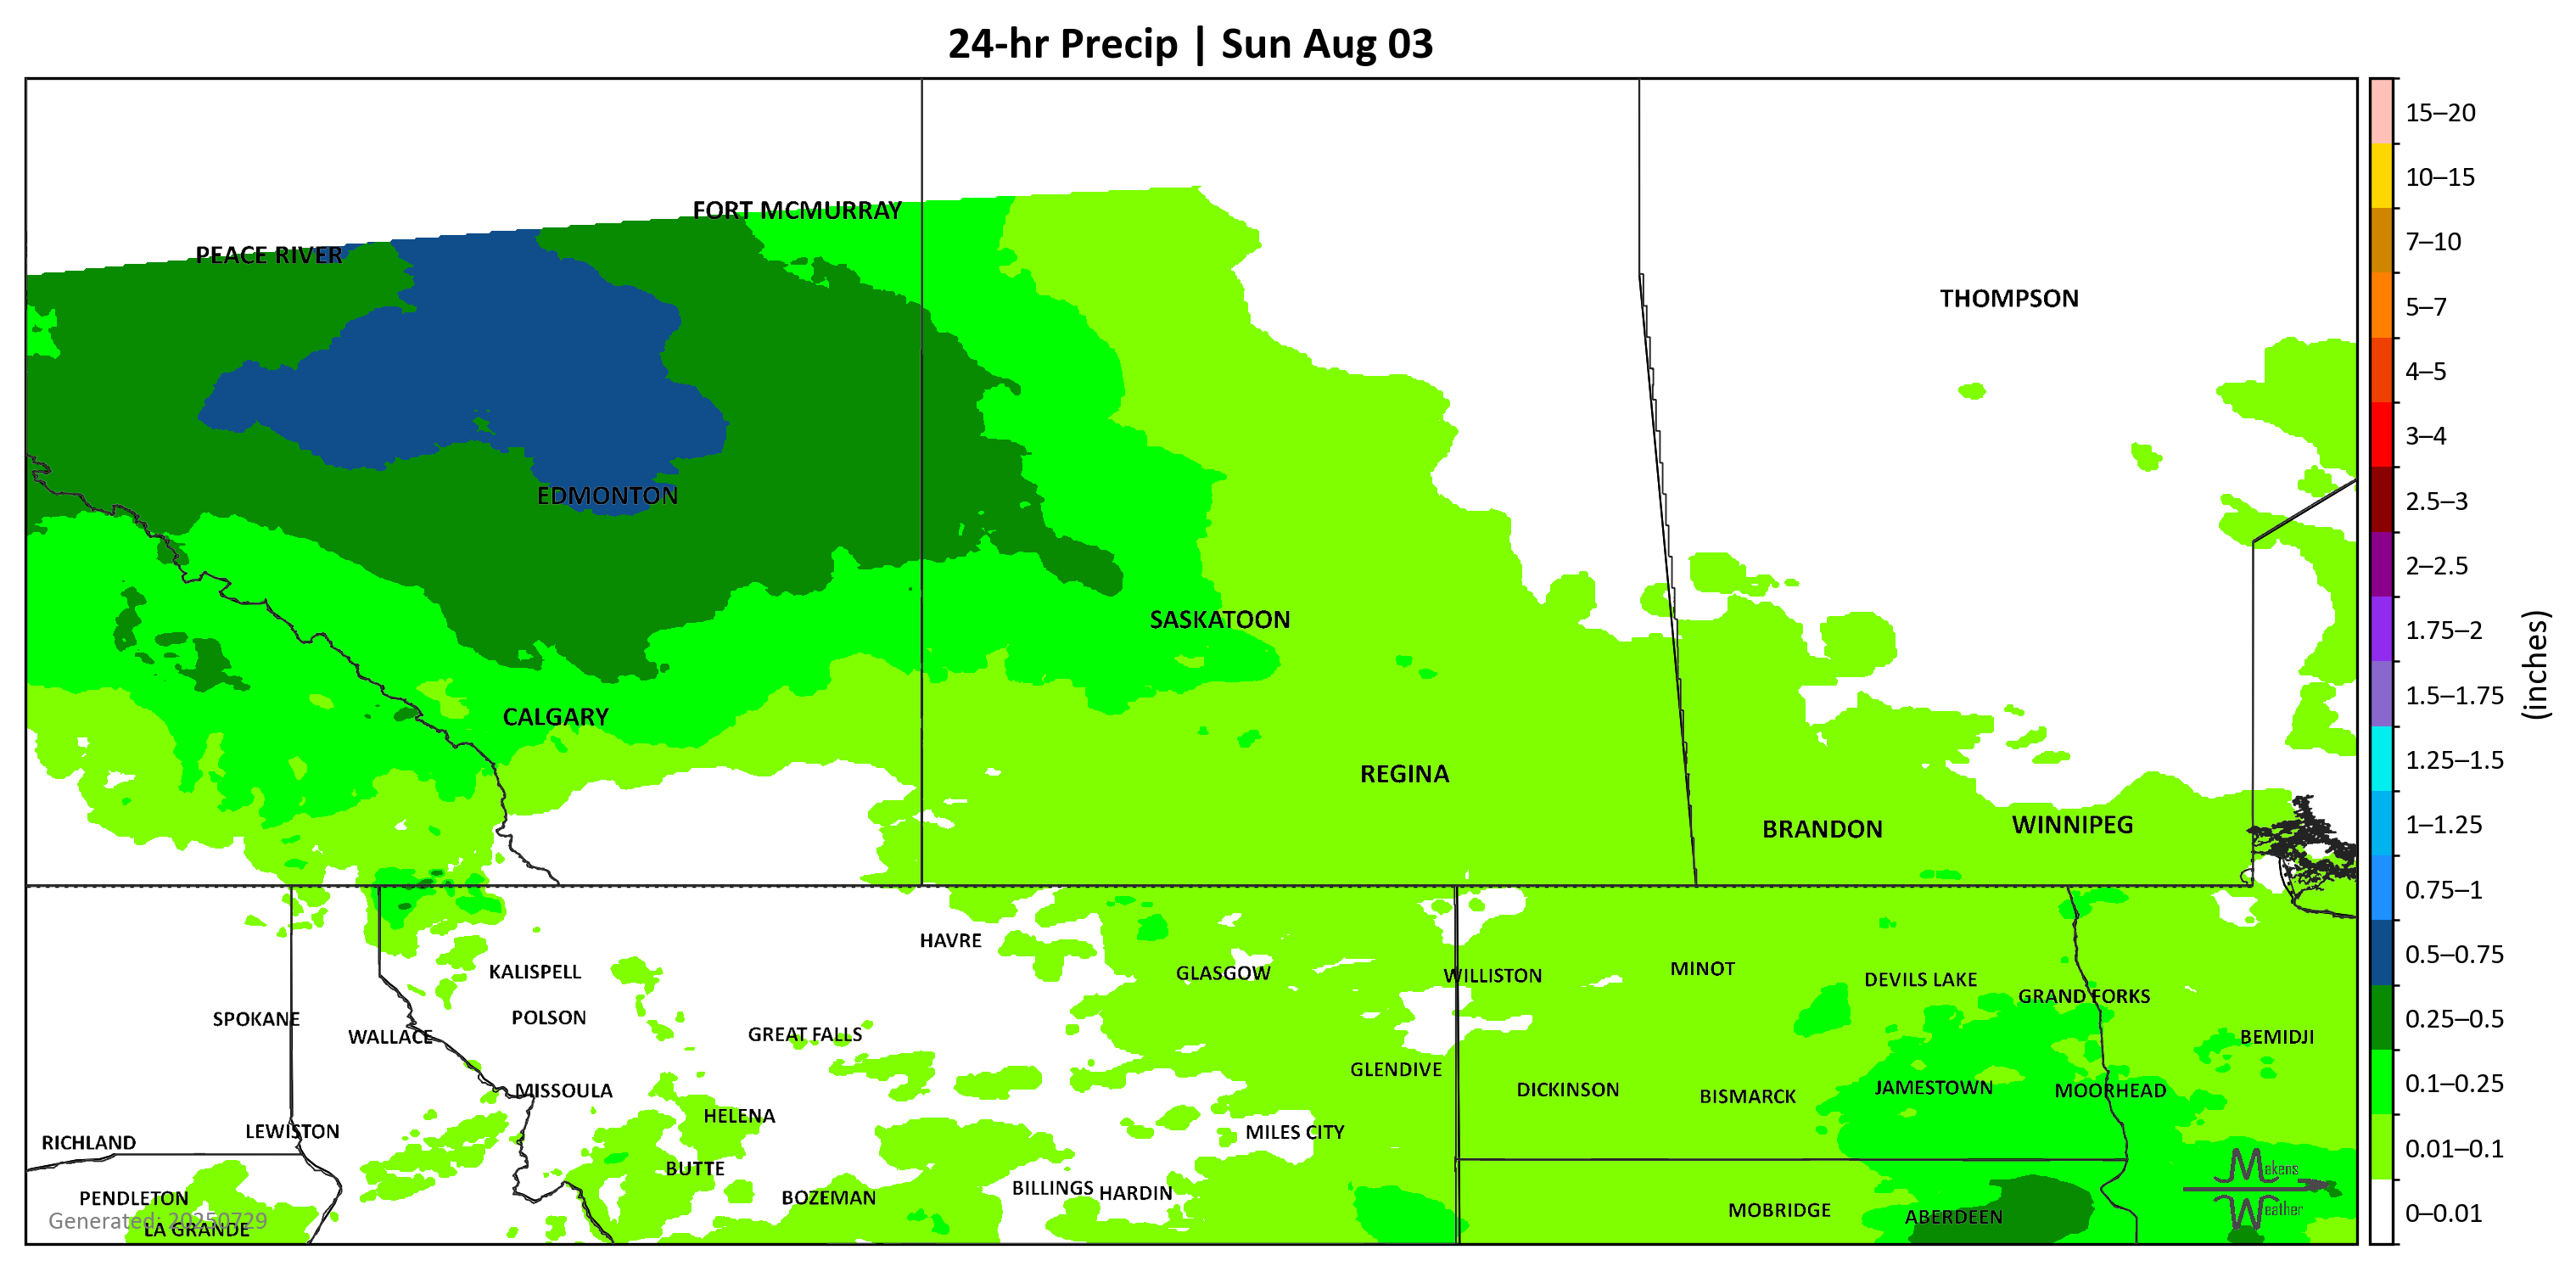 24-hr Precip | Sun Aug 03
FORT MCMURRAY
PEACE RIVER
THOMPSON
EDMONTON
SASKATOON
CALGARY
REGINA
BRANDON
WINNIPEG
HAVRE
KALISPELL
GLASGOW
WILLISTON
MINOT
DEVILS LAKE
GRAND FORKS
SPOKANE
POLSON
WALLACE
GREAT FALLS
BEMIDJI
GLENDIVE
MISSOULA
DICKINSON
BISMARCK
JAMESTOWN
MOORHEAD
HELENA
RICHLAND
LEWISTON
MILES CITY
BUTTE
PENDLETON
BOZEMAN
BILLINGS
HARDIN
MOBRIDGE
ABERDEEN
Generated: 20250729
LA GRANDE
Makens
Weather
15–20
10–15
7–10
5–7
4–5
3–4
2.5–3
2–2.5
1.75–2
1.5–1.75
1.25–1.5
1–1.25
0.75–1
0.5–0.75
0.25–0.5
0.1–0.25
0.01–0.1
0–0.01
(inches)